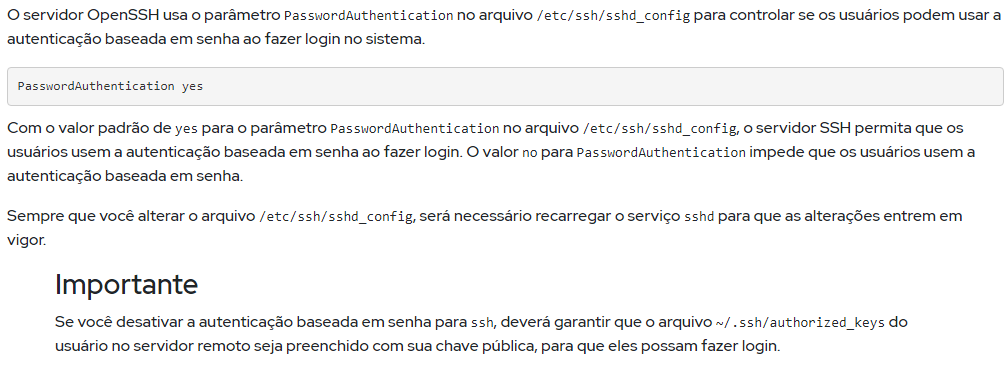 O servidor OpenSSH usa o parâmetro PasswordAuthentication no arquivo /etc/ssh/sshd_config para controlar se os usuários podem usar a
autenticação baseada em senha ao fazer login no sistema.
PasswordAuthentication yes
Com o valor padrão de yes para o parâmetro PasswordAuthentication no arquivo /etc/ssh/sshd_config, o servidor SSH permita que os
usuários usem a autenticação baseada em senha ao fazer login. O valor no para PasswordAuthentication impede que os usuários usem a
autenticação baseada em senha.
Sempre que você alterar o arquivo /etc/ssh/sshd_config, será necessário recarregar o serviço sshd para que as alterações entrem em
vigor.
Importante
Se você desativar a autenticação baseada em senha para ssh, deverá garantir que o arquivo ~/.ssh/authorized_keys do
usuário no servidor remoto seja preenchido com sua chave pública, para que eles possam fazer login.